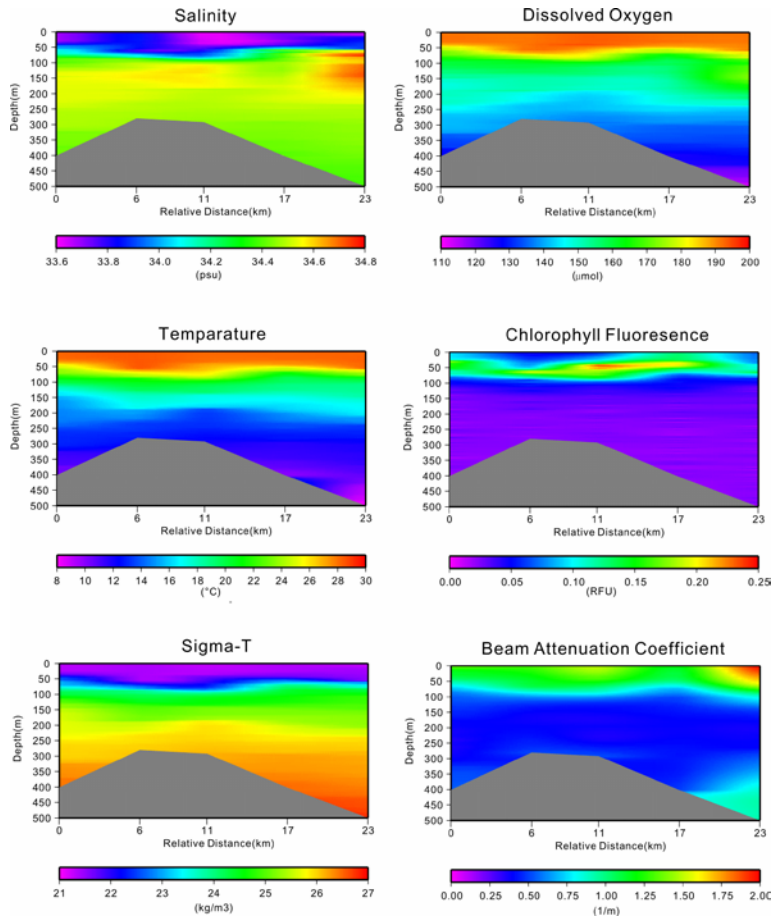 Salinity
Depth(m)
0
50
100
150
200
250
300
350
400
450
500
0 6 11 17 23
Relative Distance(km)
33.6 33.8 34.0 34.2 34.4 34.6 34.8
(psu)
Dissolved Oxygen
Depth(m)
0
50
100
150
200
250
300
350
400
450
500
0 6 11 17 23
Relative Distance(km)
110 120 130 140 150 160 170 180 190 200
(μmol)
Temparature
Depth(m)
0
50
100
150
200
250
300
350
400
450
500
0 6 11 17 23
Relative Distance(km)
8 10 12 14 16 18 20 22 24 26 28 30
(°C)
Chlorophyll Fluoresence
Depth(m)
0
50
100
150
200
250
300
350
400
450
500
0 6 11 17 23
Relative Distance(km)
0.00 0.05 0.10 0.15 0.20 0.25
(RFU)
Sigma-T
Depth(m)
0
50
100
150
200
250
300
350
400
450
500
0 6 11 17 23
Relative Distance(km)
21 22 23 24 25 26 27
(kg/m3)
Beam Attenuation Coefficient
Depth(m)
0
50
100
150
200
250
300
350
400
450
500
0 6 11 17 23
Relative Distance(km)
0.00 0.25 0.50 0.75 1.00 1.25 1.50 1.75 2.00
(1/m)